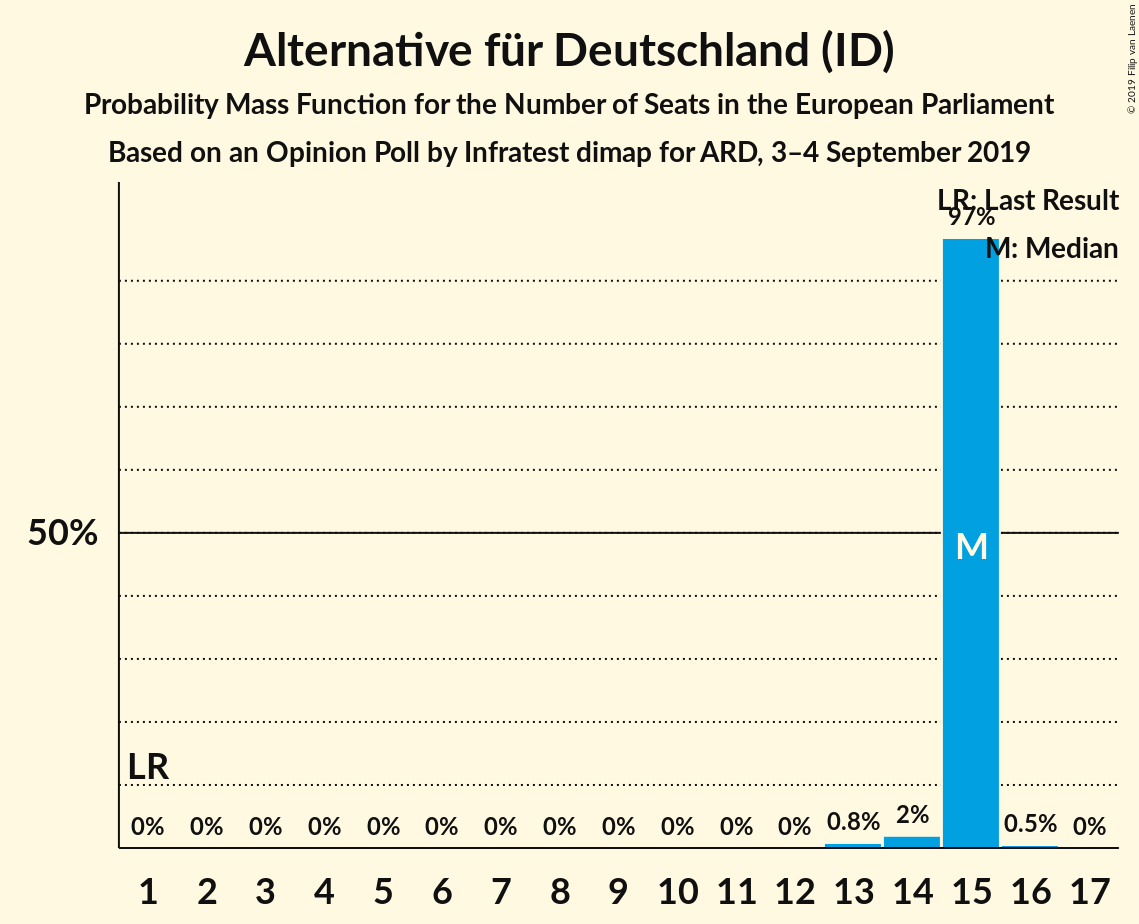 Alternative für Deutschland (ID)
Probability Mass Function for the Number of Seats in the European Parliament
Based on an Opinion Poll by Infratest dimap for ARD, 3–4 September 2019
© 2019 Filip van Laenen
LR: Last Result
97%
M: Median
50%
M
LR
0% 0% 0% 0% 0% 0% 0% 0% 0% 0% 0% 0% 0.8% 2% 0.5% 0%
1 2 3 4 5 6 7 8 9 10 11 12 13 14 15 16 17